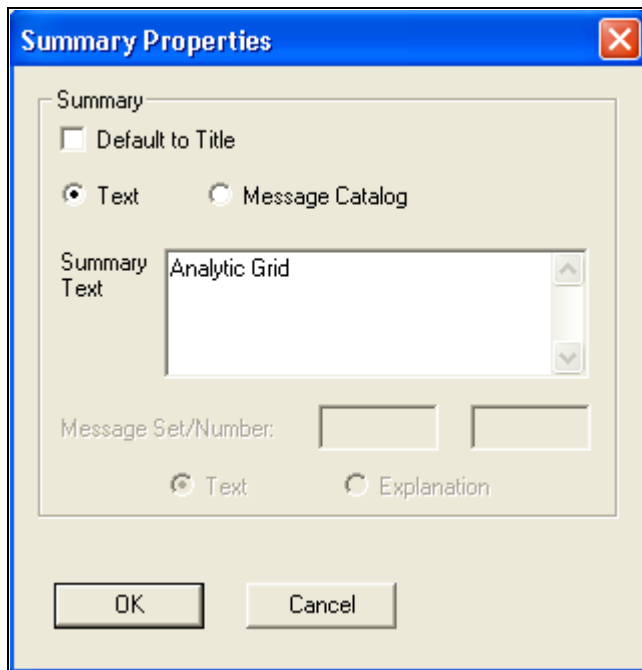 Summary Properties
Summary
Default to Title
Text Message Catalog
Summary
Text
Analytic Grid
Message Set/Number:
Text Explanation
OK Cancel